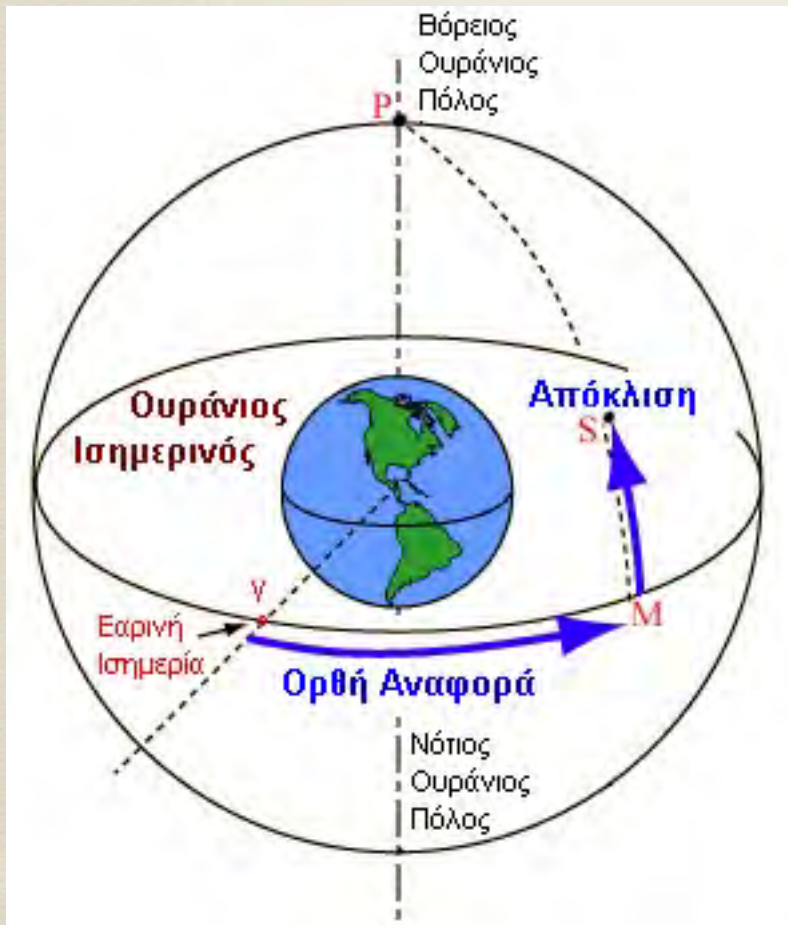 Βόρειος
Ουράνιος
Πόλος
P
Ουράνιος
Ισημερινός
Απόκλιση
S
γ
M
Εαρινή
Ισημερία
Ορθή Αναφορά
Νότιος
Ουράνιος
Πόλος